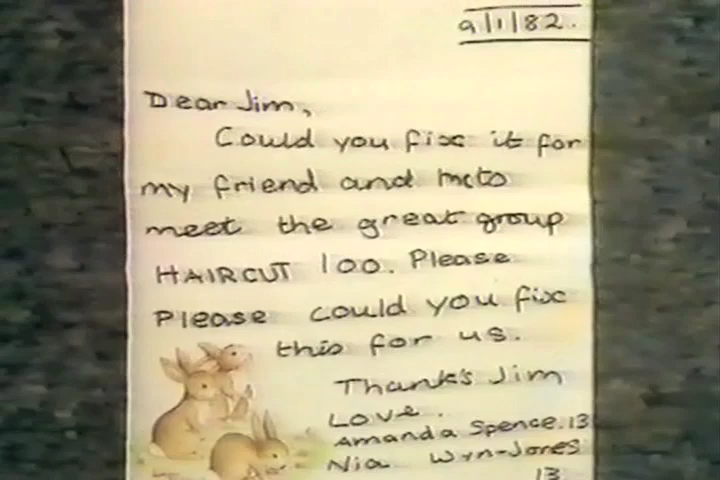 9/1/82.
Dear Jim,
Could you fix it for
my friend and me to
meet the great group
HAIRCUT 100. Please
Please could you fix
this for us.
Thanks Jim
Love.
Amanda Spence.13
Nia Wyn-Jones
13